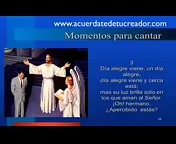 www.acuerdatedetucreador.com
Momentos para cantar
3
Día alegre viene, un día
alegre,
día alegre viene y cerca
está;
mas su luz brilla solo en
los que aman al Señor.
¡Oh! hermano,
¿Apercibido estás?